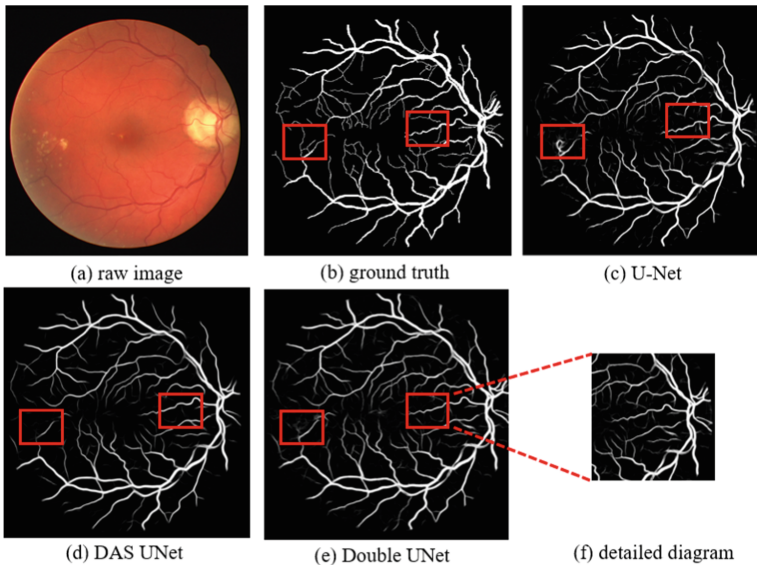 (a) raw image
(b) ground truth
(c) U-Net
(d) DAS UNet
(e) Double UNet
(f) detailed diagram